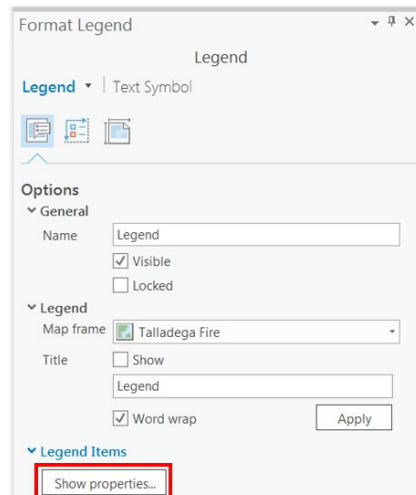 Format Legend
Legend
Legend Text Symbol
Options
General
Name Legend
Visible
Locked
Legend
Map frame Talladega Fire
Title Show
Legend
Word wrap Apply
Legend Items
Show properties...